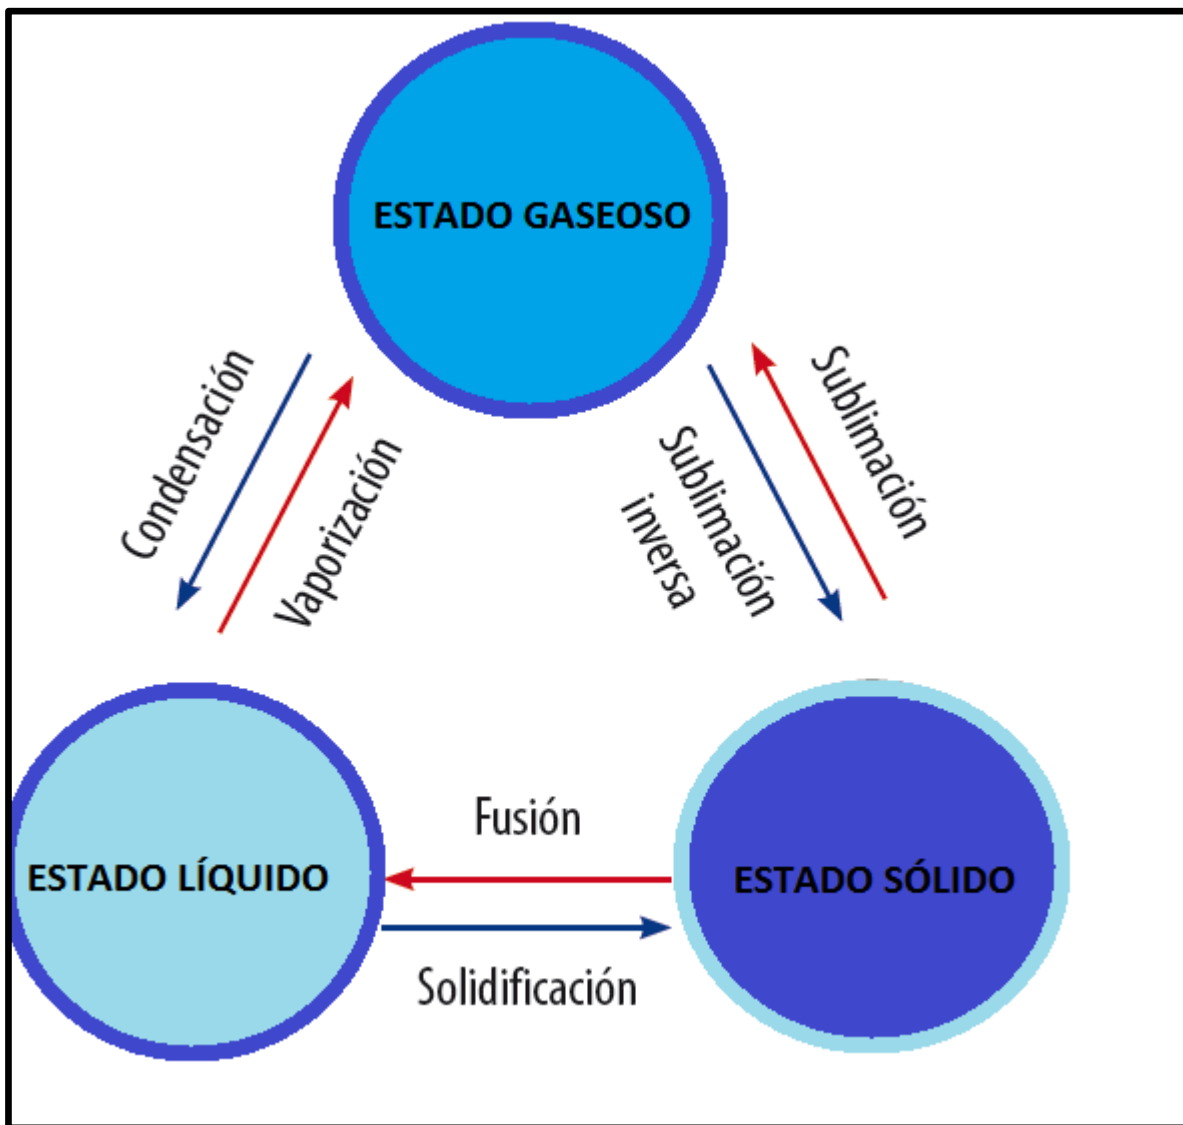 ESTADO GASEOSO
Condensación
Vaporización
Sublimación
inversa
Sublimación
ESTADO LÍQUIDO
Fusión
Solidificación
ESTADO SÓLIDO